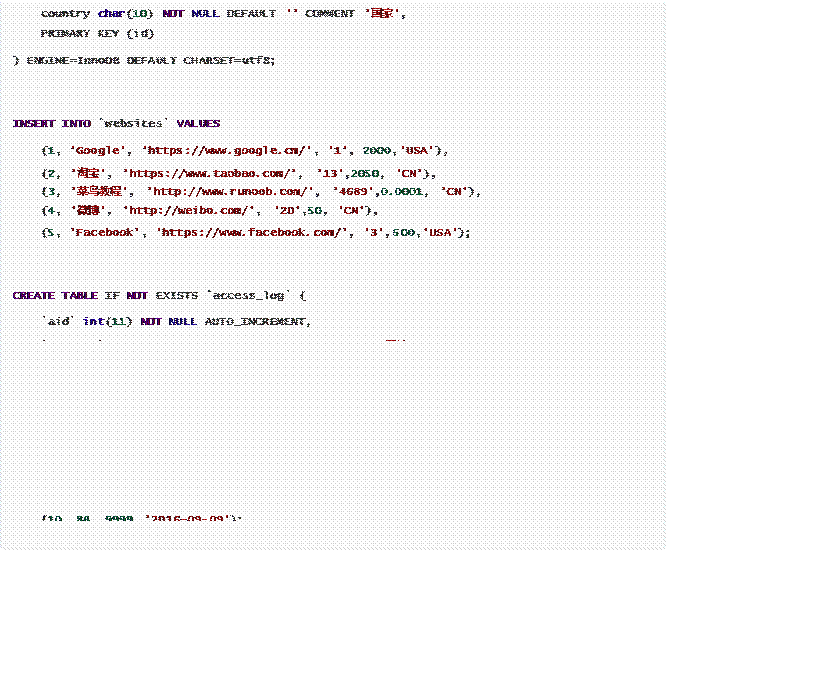 country char(10) NOT NULL DEFAULT '' COMMENT '国家',
PRIMARY KEY (id)
) ENGINE=InnoDB DEFAULT CHARSET=utf8;
INSERT INTO `websites` VALUES
(1, 'Google', 'https://www.google.cm/', '1', 2000,'USA'),
(2, '淘宝', 'https://www.taobao.com/', '13',2050, 'CN'),
(3, '菜鸟教程', 'http://www.runoob.com/', '4689',0.0001, 'CN'),
(4, '微博', 'http://weibo.com/', '20',50, 'CN'),
(5, 'Facebook', 'https://www.facebook.com/', '3',500,'USA');
CREATE TABLE IF NOT EXISTS `access_log` (
`aid` int(11) NOT NULL AUTO_INCREMENT,
(10, 9999, '2016-09-09');